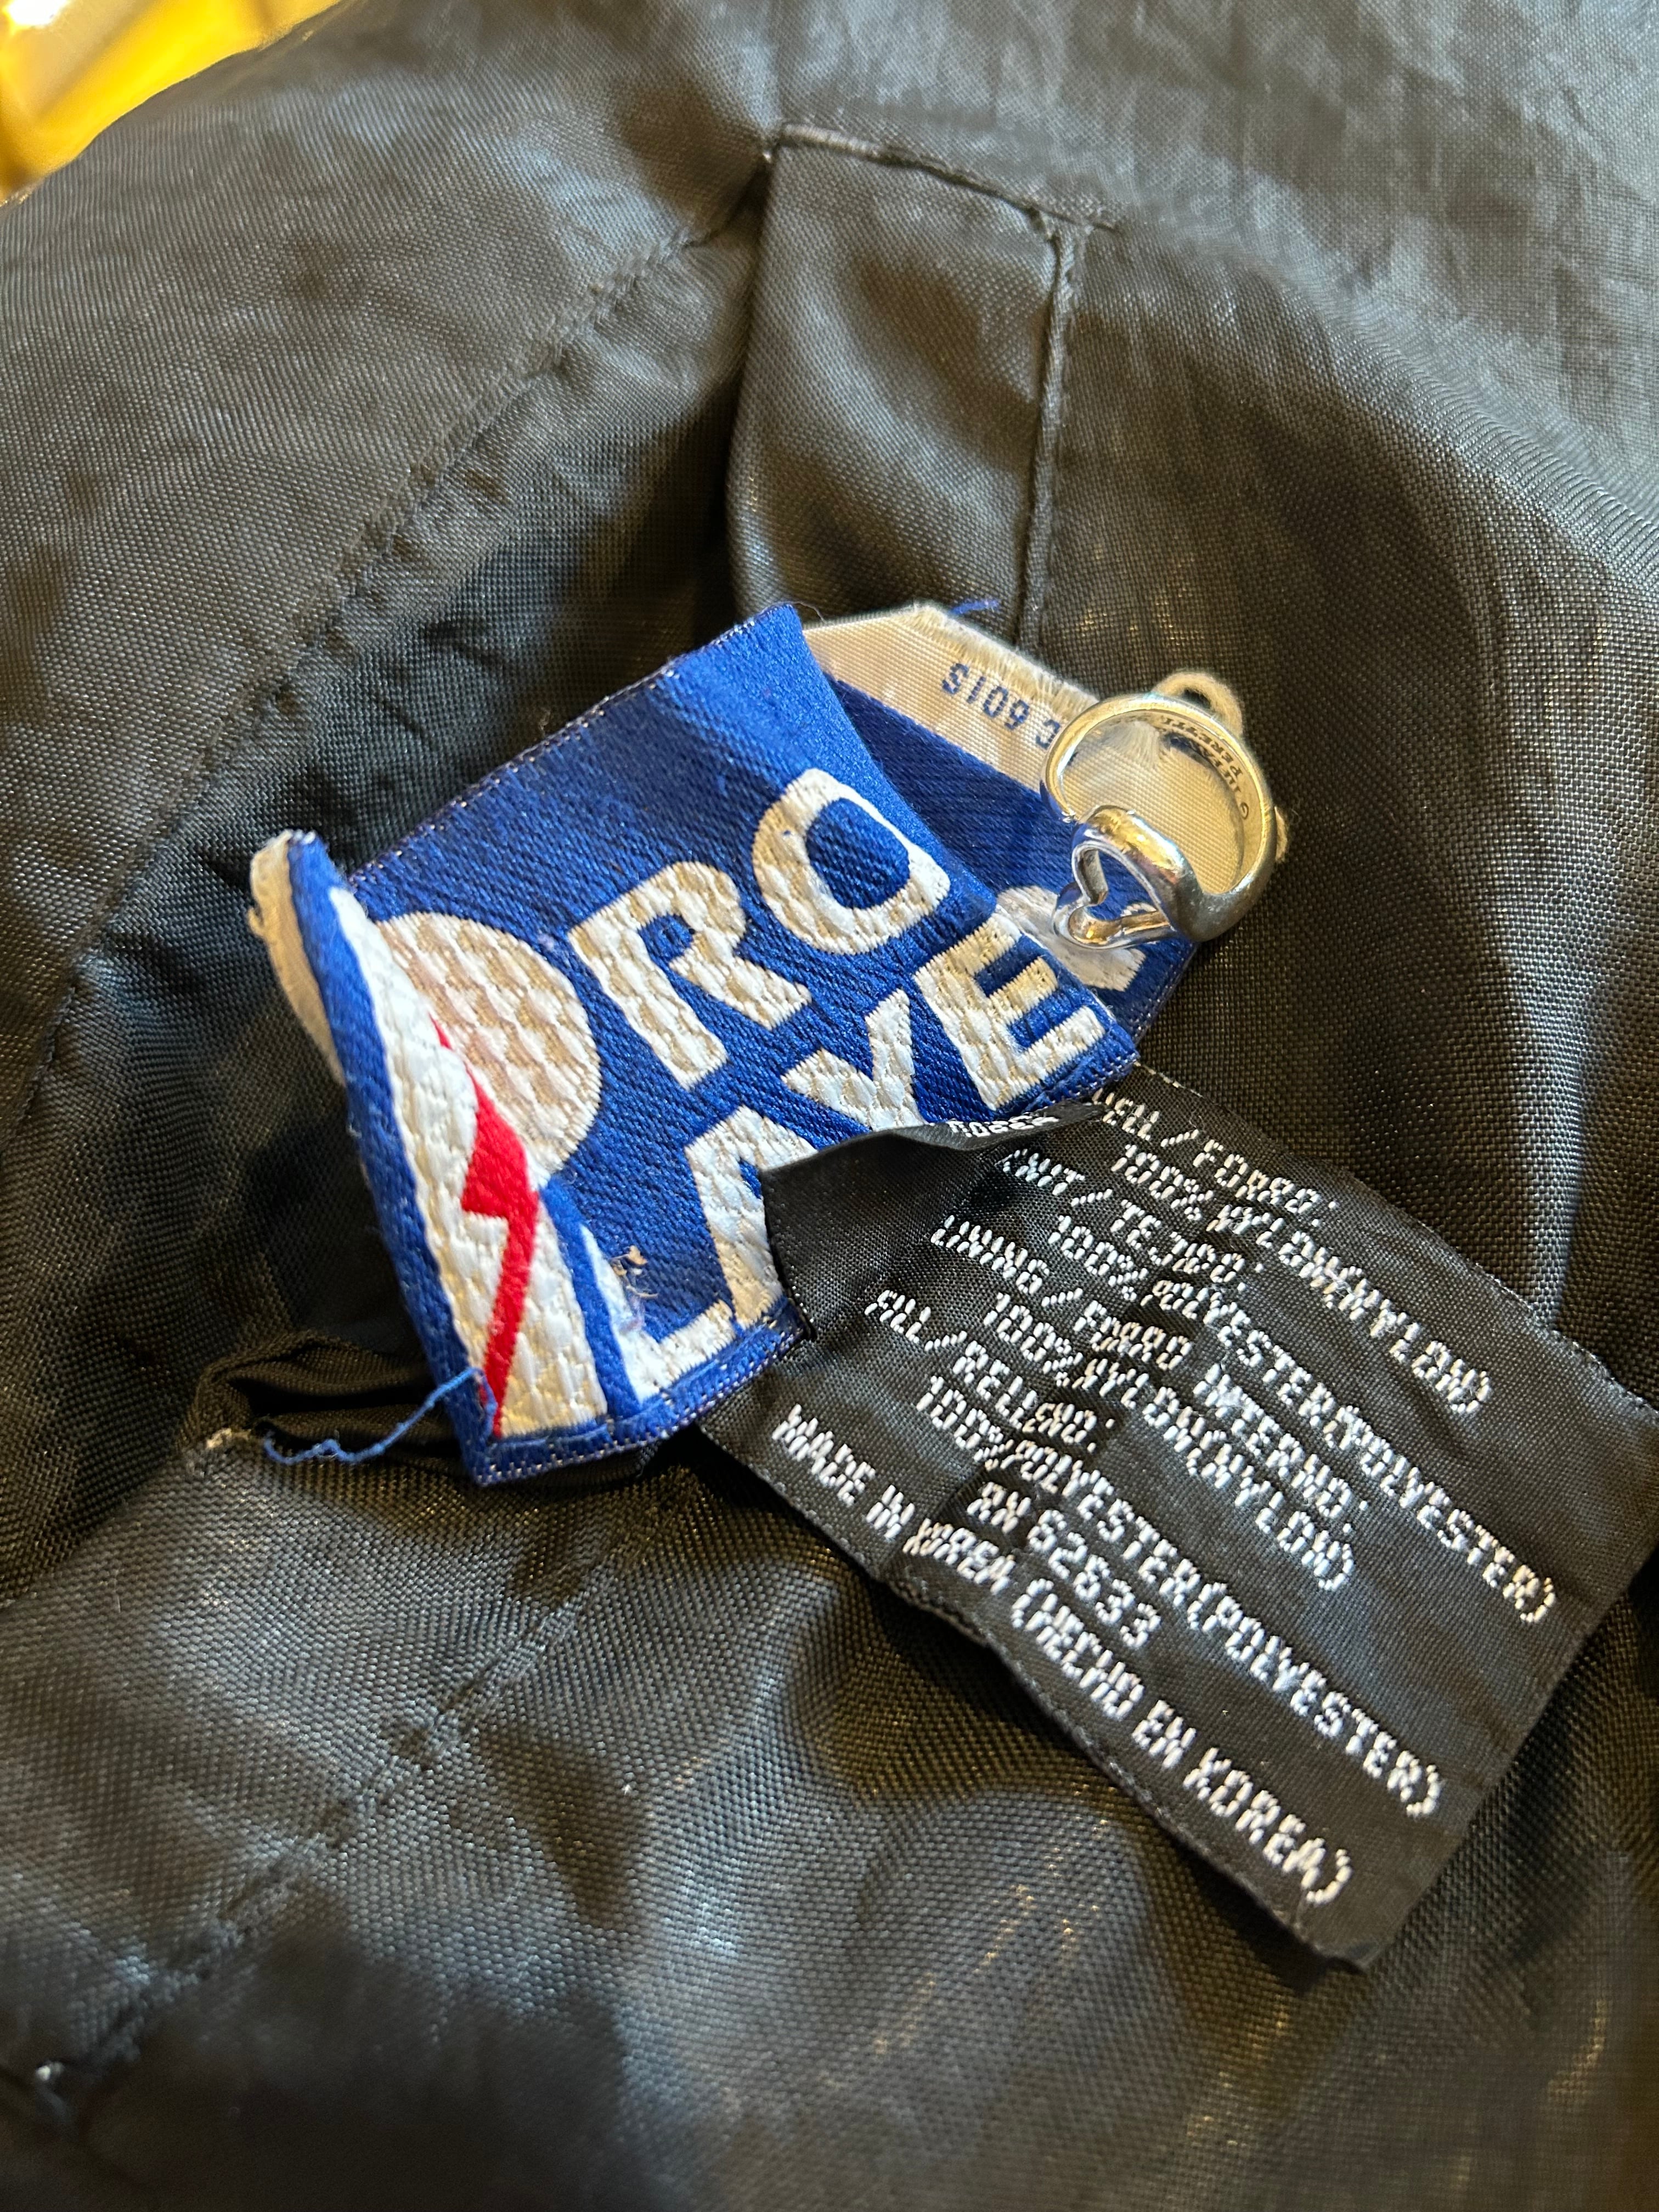 PRO
LAYE
C 601S
SHELL/FORRO:
100% NYLON(NYLON)
KNIT/TEJIDO:
100% POLYESTER(POLYESTER)
LINING/FORRO INTERNO:
100% NYLON(NYLON)
FILL/RELLENO:
100% POLYESTER(POLYESTER)
RN 62633
MADE IN KOREA (HECHO EN KOREA)